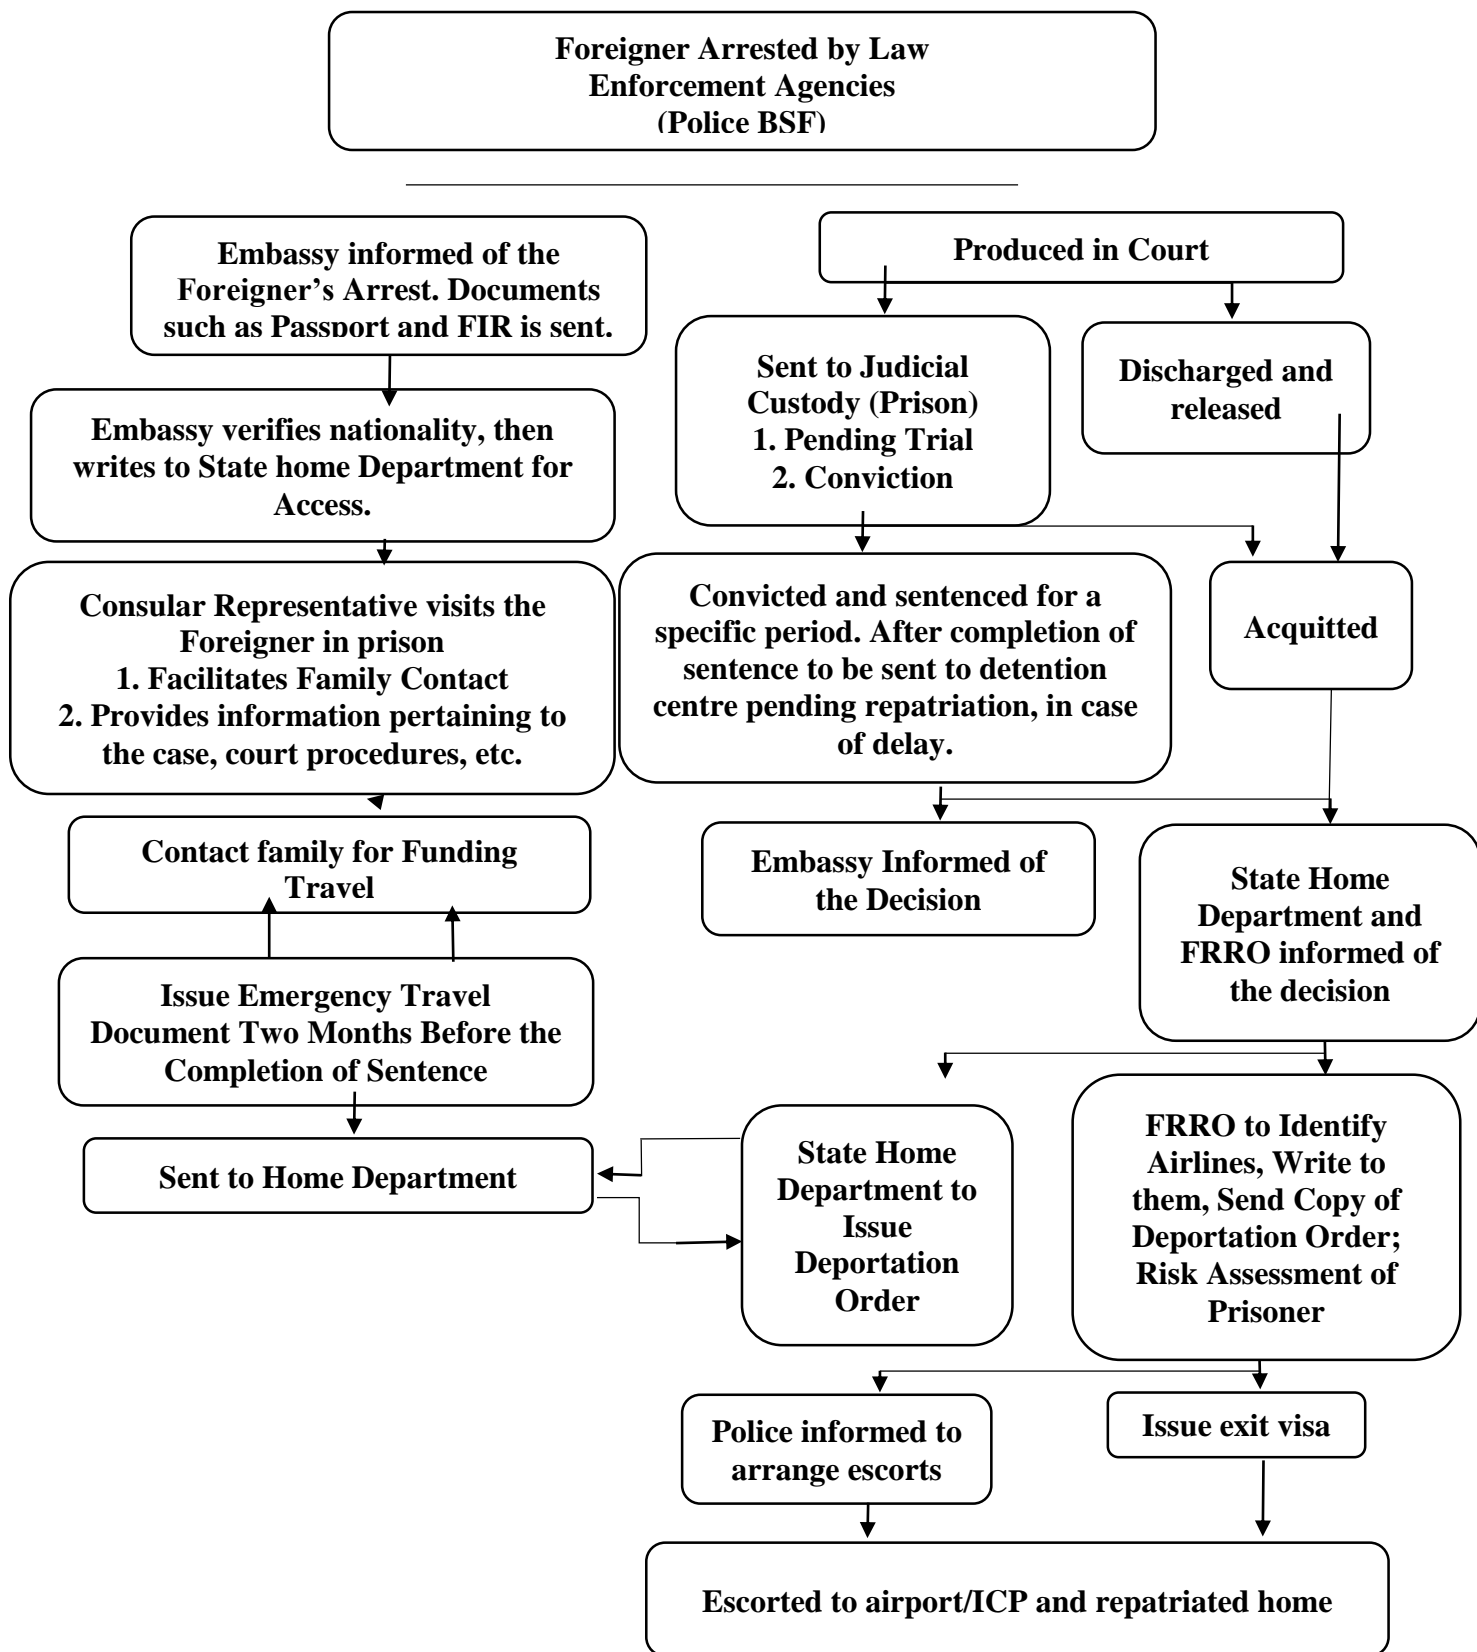 Foreigner Arrested by Law
Enforcement Agencies
(Police BSF)
Embassy informed of the
Foreigner’s Arrest. Documents
such as Passport and FIR is sent.
Produced in Court
Sent to Judicial
Custody (Prison)
1. Pending Trial
2. Conviction
Discharged and
released
Embassy verifies nationality, then
writes to State home Department for
Access.
Consular Representative visits the
Foreigner in prison
1. Facilitates Family Contact
2. Provides information pertaining to
the case, court procedures, etc.
Convicted and sentenced for a
specific period. After completion of
sentence to be sent to detention
centre pending repatriation, in case
of delay.
Acquitted
Contact family for Funding
Travel
Embassy Informed of
the Decision
State Home
Department and
FRRO informed of
the decision
Issue Emergency Travel
Document Two Months Before the
Completion of Sentence
Sent to Home Department
State Home
Department to
Issue
Deportation
Order
FRRO to Identify
Airlines, Write to
them, Send Copy of
Deportation Order;
Risk Assessment of
Prisoner
Police informed to
arrange escorts
Issue exit visa
Escorted to airport/ICP and repatriated home